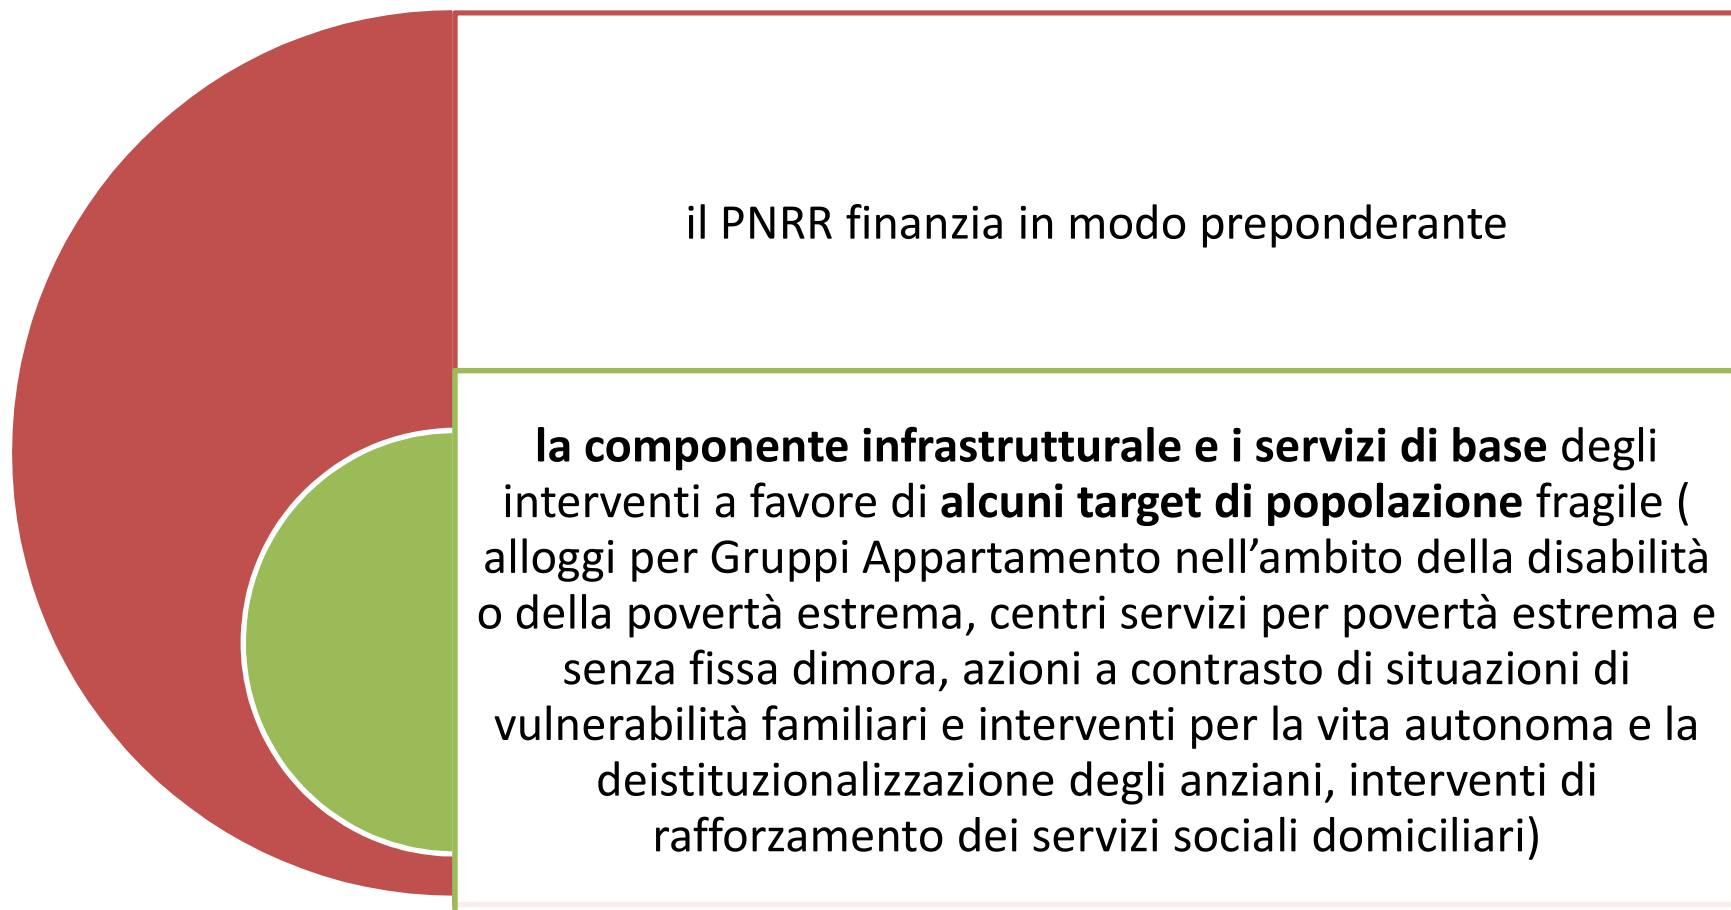 il PNRR finanzia in modo preponderante
la componente infrastrutturale e i servizi di base degli
interventi a favore di alcuni target di popolazione fragile (
alloggi per Gruppi Appartamento nell’ambito della disabilità
o della povertà estrema, centri servizi per povertà estrema e
senza fissa dimora, azioni a contrasto di situazioni di
vulnerabilità familiari e interventi per la vita autonoma e la
deistituzionalizzazione degli anziani, interventi di
rafforzamento dei servizi sociali domiciliari)